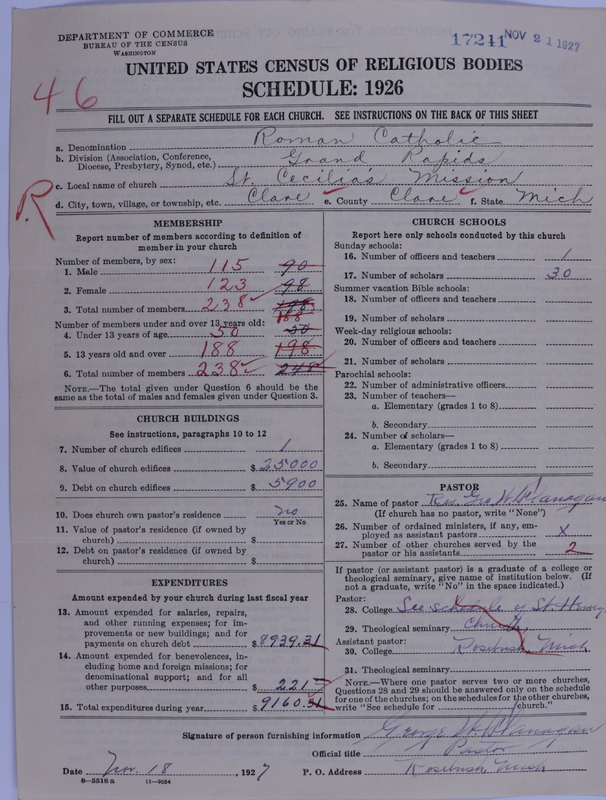 DEPARTMENT OF COMMERCE
BUREAU OF THE CENSUS
WASHINGTON
17241 NOV 21 1927
UNITED STATES CENSUS OF RELIGIOUS BODIES
SCHEDULE: 1926
46
FILL OUT A SEPARATE SCHEDULE FOR EACH CHURCH. SEE INSTRUCTIONS ON THE BACK OF THIS SHEET
R
a. Denomination Roman Catholic
b. Division (Association, Conference, Diocese, Presbytery, Synod, etc.) Grand Rapids
c. Local name of church St. Cecilia's Mission
d. City, town, village, or township, etc. Clare e. County Clare f. State Mich
MEMBERSHIP
Report number of members according to definition of member in your church
Number of members, by sex:
1. Male 115 90
2. Female 123 98
3. Total number of members 238 188
Number of members under and over 13 years old:
4. Under 13 years of age 50 50
5. 13 years old and over 188 198
6. Total number of members 238 248
NOTE.—The total given under Question 6 should be the same as the total of males and females given under Question 3.
CHURCH BUILDINGS
See instructions, paragraphs 10 to 12
7. Number of church edifices 1
8. Value of church edifices $ 25000
9. Debt on church edifices $ 5900
10. Does church own pastor's residence? no
Yes or No
11. Value of pastor's residence (if owned by church) $
12. Debt on pastor's residence (if owned by church) $
EXPENDITURES
Amount expended by your church during last fiscal year
13. Amount expended for salaries, repairs, and other running expenses; for improvements or new buildings; and for payments on church debt $ 8939.31
14. Amount expended for benevolences, including home and foreign missions; for denominational support; and for all other purposes $ 221
15. Total expenditures during year $ 9160.31
CHURCH SCHOOLS
Report here only schools conducted by this church
Sunday schools:
16. Number of officers and teachers 1
17. Number of scholars 30
Summer vacation Bible schools:
18. Number of officers and teachers
19. Number of scholars
Week-day religious schools:
20. Number of officers and teachers
21. Number of scholars
Parochial schools:
22. Number of administrative officers
23. Number of teachers—
a. Elementary (grades 1 to 8)
b. Secondary
24. Number of scholars—
a. Elementary (grades 1 to 8)
b. Secondary
PASTOR
25. Name of pastor Rev. Geo. W. Flanagan
(If church has no pastor, write "None")
26. Number of ordained ministers, if any, employed as assistant pastors x
27. Number of other churches served by the pastor or his assistants 2
If pastor (or assistant pastor) is a graduate of a college or theological seminary, give name of institution below. (If not a graduate, write "No" in the space indicated.)
Pastor:
28. College See schedule of St. Henry
29. Theological seminary Church
Assistant pastor:
30. College Rosebush, Mich
31. Theological seminary
NOTE.—Where one pastor serves two or more churches, Questions 28 and 29 should be answered only on the schedule for one of the churches; on the schedules for the other churches, write "See schedule for church."
Signature of person furnishing information George W. Flanagan
Official title Pastor
Date Nov. 18, 1927 P. O. Address Rosebush, Mich
8—5518 a 11—9054